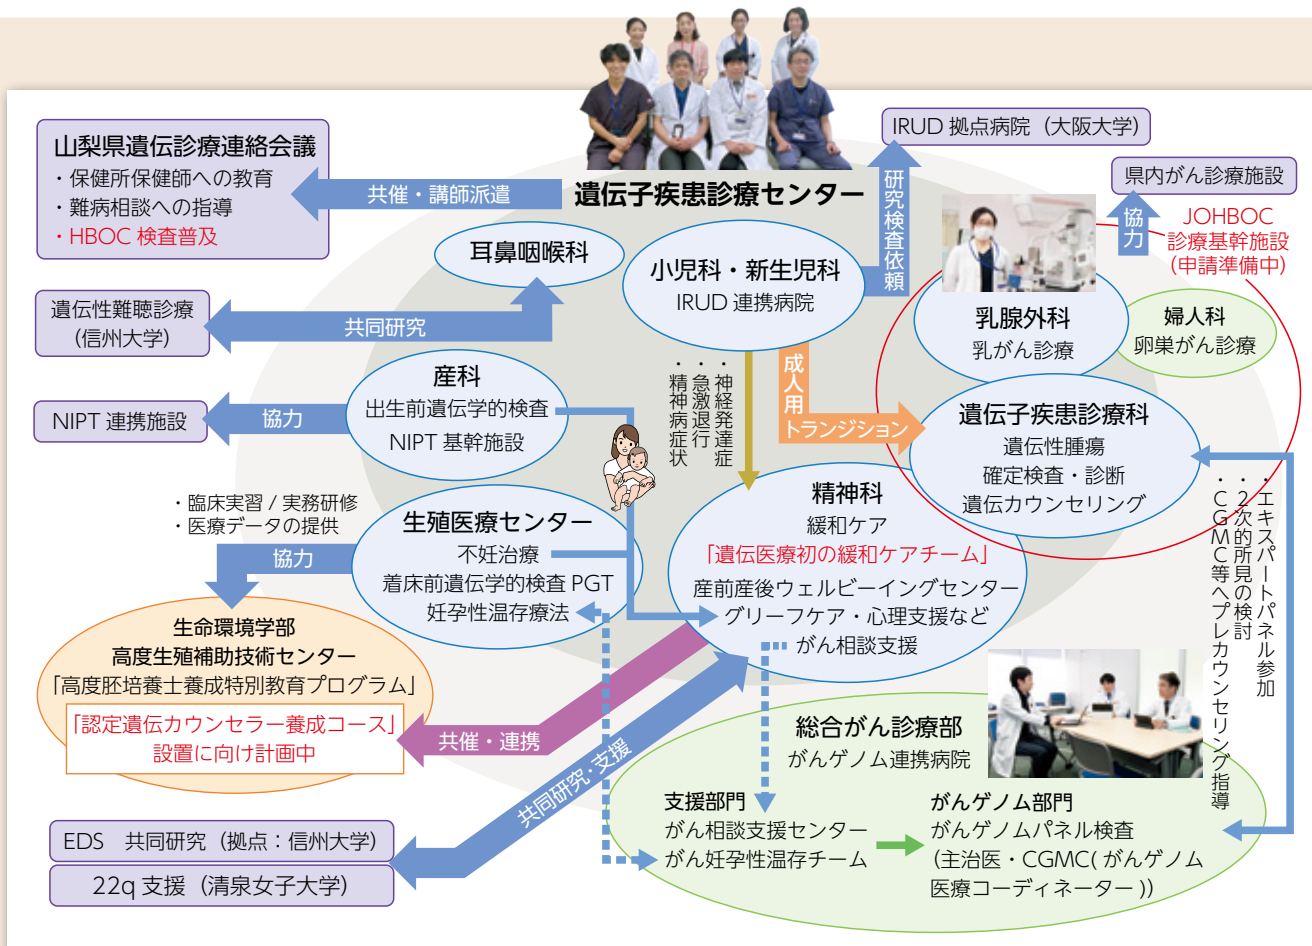 山梨県遺伝診療連絡会議
・保健所保健師への教育
・難病相談への指導
・HBOC 検査普及
共催・講師派遣
遺伝子疾患診療センター
IRUD 拠点病院（大阪大学）
研究検査依頼
県内がん診療施設
協力
JOHBOC
診療基幹施設
(申請準備中)
耳鼻咽喉科
小児科・新生児科
IRUD 連携病院
遺伝性難聴診療
(信州大学)
共同研究
乳腺外科
乳がん診療
婦人科
卵巣がん診療
産科
出生前遺伝学的検査
NIPT 基幹施設
NIPT 連携施設
協力
・神経発達症
・急激退行
・精神病症状
成人用
トランジション
遺伝子疾患診療科
遺伝性腫瘍
確定検査・診断
遺伝カウンセリング
・臨床実習 / 実務研修
・医療データの提供
協力
生殖医療センター
不妊治療
着床前遺伝学的検査 PGT
妊孕性温存療法
精神科
緩和ケア
「遺伝医療初の緩和ケアチーム」
産前産後ウェルビーイングセンター
グリーフケア・心理支援など
がん相談支援
・エキスパートパネル参加
・2次的所見の検討
・CGMC等へプレカウンセリング指導
生命環境学部
高度生殖補助技術センター
「高度胚培養士養成特別教育プログラム」
「認定遺伝カウンセラー養成コース」
設置に向け計画中
共催・連携
共同研究・支援
総合がん診療部
がんゲノム連携病院
支援部門
がん相談支援センター
がん妊孕性温存チーム
がんゲノム部門
がんゲノムパネル検査
（主治医・CGMC( がんゲノム
医療コーディネーター ))
EDS　共同研究（拠点：信州大学）
22q 支援（清泉女子大学）